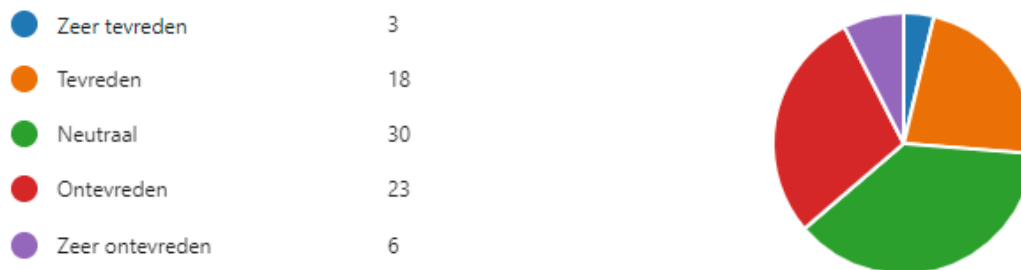 Zeer tevreden 3
Tevreden 18
Neutraal 30
Ontevreden 23
Zeer ontevreden 6